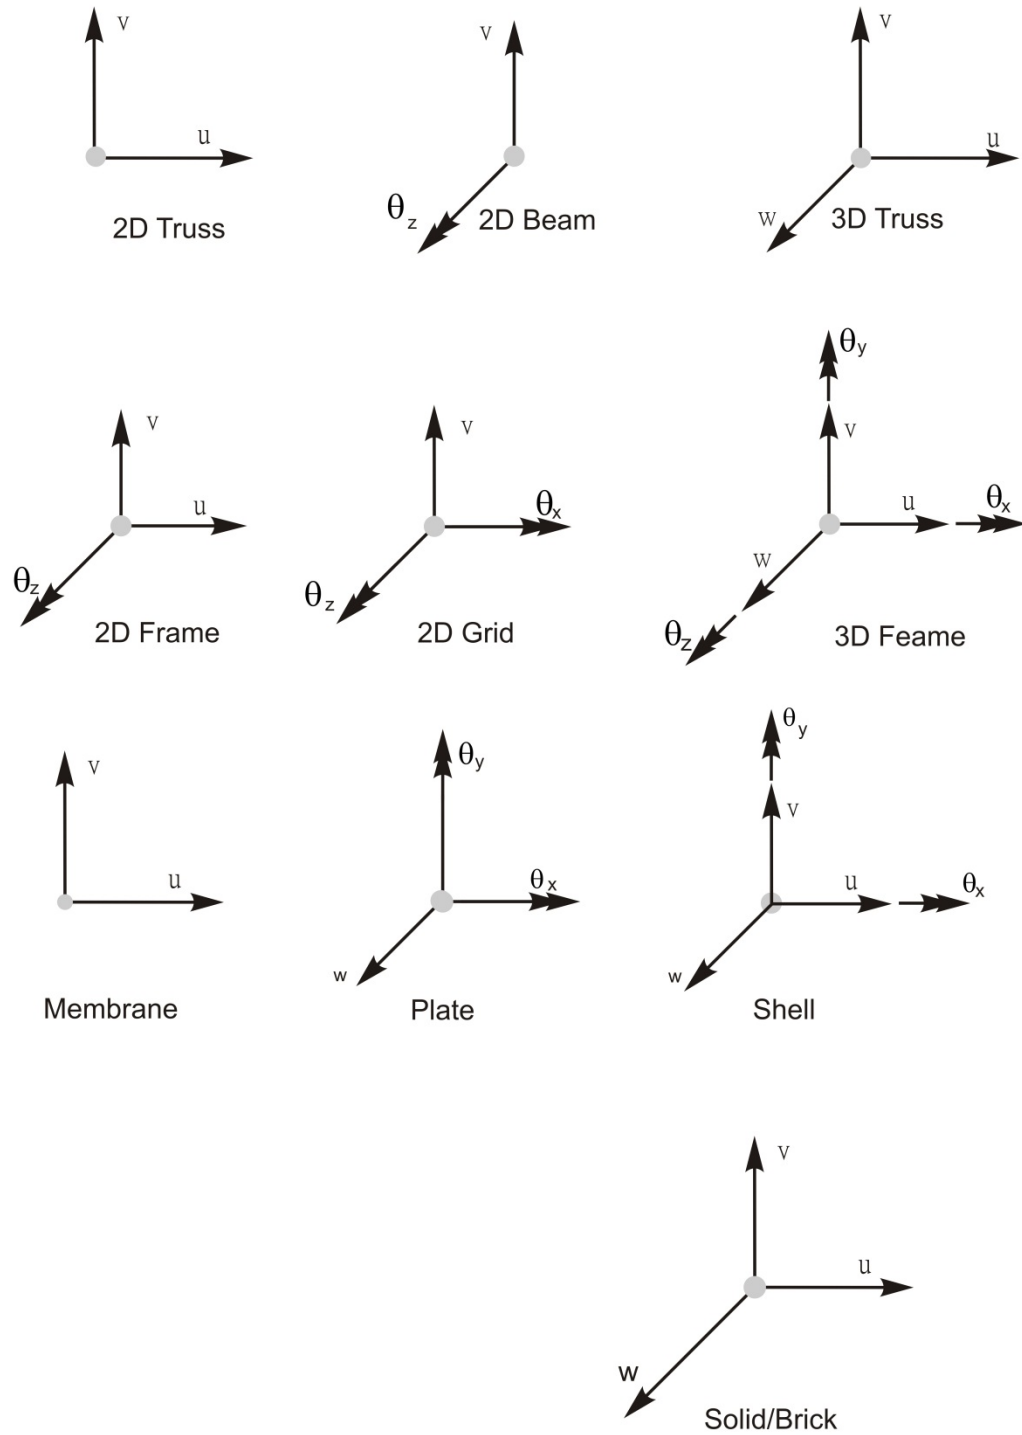 v
u
2D Truss
v
θz
2D Beam
v
u
w
3D Truss
v
u
θz
2D Frame
v
θx
θz
2D Grid
θy
v
u
θx
w
θz
3D Feame
v
u
Membrane
θy
θx
w
Plate
θy
v
u
θx
w
Shell
v
u
w
Solid/Brick